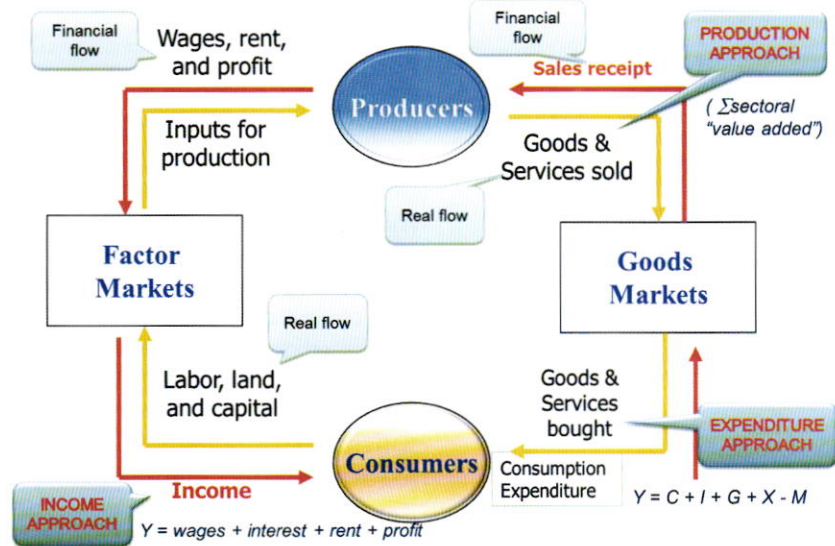 Financial
flow
Wages, rent,
and profit
Financial
flow
Sales receipt
PRODUCTION
APPROACH
( ∑sectoral
"value added")
Producers
Inputs for
production
Goods &
Services sold
Real flow
Factor
Markets
Goods
Markets
Real flow
Labor, land,
and capital
Goods &
Services
bought
EXPENDITURE
APPROACH
Consumers
Consumption
Expenditure
Y = C + I + G + X - M
INCOME
APPROACH
Income
Y = wages + interest + rent + profit